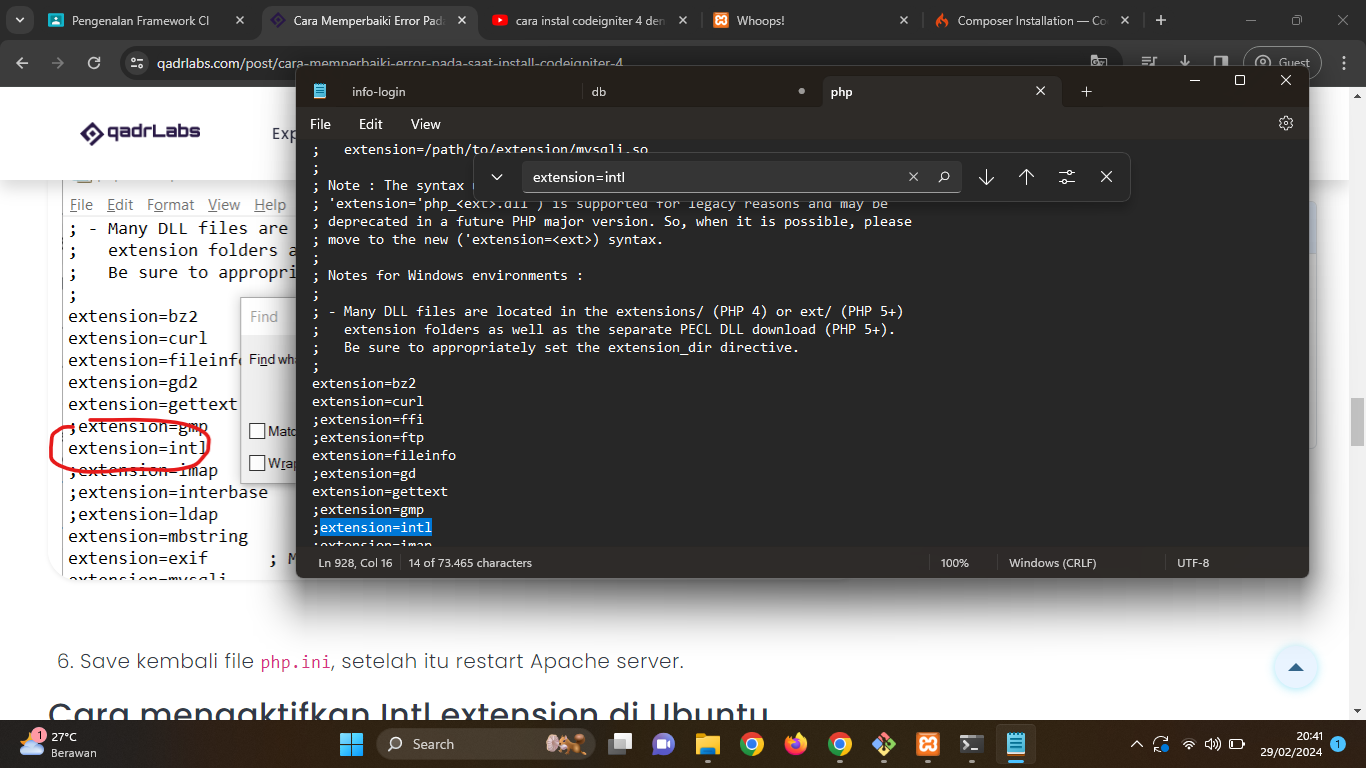 Pengenalan Framework CI
Cara Memperbaiki Error Pada
cara instal codeigniter 4 den
Whoops!
Composer Installation — Co
qadrlabs.com/post/cara-memperbaiki-error-pada-saat-install-codeigniter-4
Guest
qadrLabs
Exp
File Edit Format View Help
; - Many DLL files are
; extension folders a
; Be sure to appropri
;
extension=bz2
extension=curl
extension=fileinfo
extension=gd2
extension=gettext
;extension=gmp
extension=intl
;extension=imap
;extension=interbase
;extension=ldap
extension=mbstring
extension=exif ; M
extension=mysqli
Find
Find wha
Matc
Wrap
info-login
db
php
File Edit View
; extension=/path/to/extension/mysqli.so
;
extension=intl
; Note : The syntax
; 'extension='php_<ext>.dll') is supported for legacy reasons and may be
; deprecated in a future PHP major version. So, when it is possible, please
; move to the new ('extension=<ext>) syntax.
;
; Notes for Windows environments :
;
; - Many DLL files are located in the extensions/ (PHP 4) or ext/ (PHP 5+)
; extension folders as well as the separate PECL DLL download (PHP 5+).
; Be sure to appropriately set the extension_dir directive.
;
extension=bz2
extension=curl
;extension=ffi
;extension=ftp
extension=fileinfo
;extension=gd
extension=gettext
;extension=gmp
;extension=intl
;extension=imap
Ln 928, Col 16
14 of 73.465 characters
100%
Windows (CRLF)
UTF-8
6. Save kembali file php.ini, setelah itu restart Apache server.
Cara mengaktifkan Intl extension di Ubuntu
1
27°C
Berawan
Search
20:41
29/02/2024
1